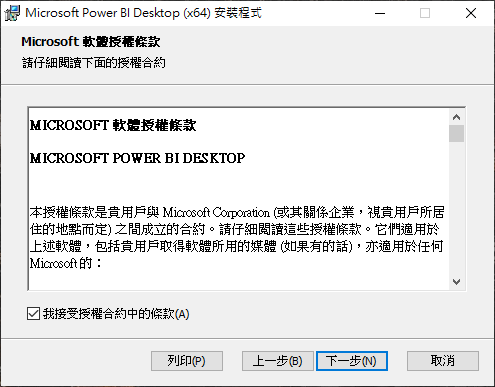 Microsoft Power BI Desktop (x64) 安裝程式
Microsoft 軟體授權條款
請仔細閱讀下面的授權合約
MICROSOFT 軟體授權條款
MICROSOFT POWER BI DESKTOP
本授權條款是貴用戶與 Microsoft Corporation (或其關係企業，視貴用戶所居
住的地點而定) 之間成立的合約。請仔細閱讀這些授權條款。它們適用於
上述軟體，包括貴用戶取得軟體所用的媒體 (如果有的話)，亦適用於任何
Microsoft 的：
我接受授權合約中的條款(A)
列印(P)
上一步(B)
下一步(N)
取消